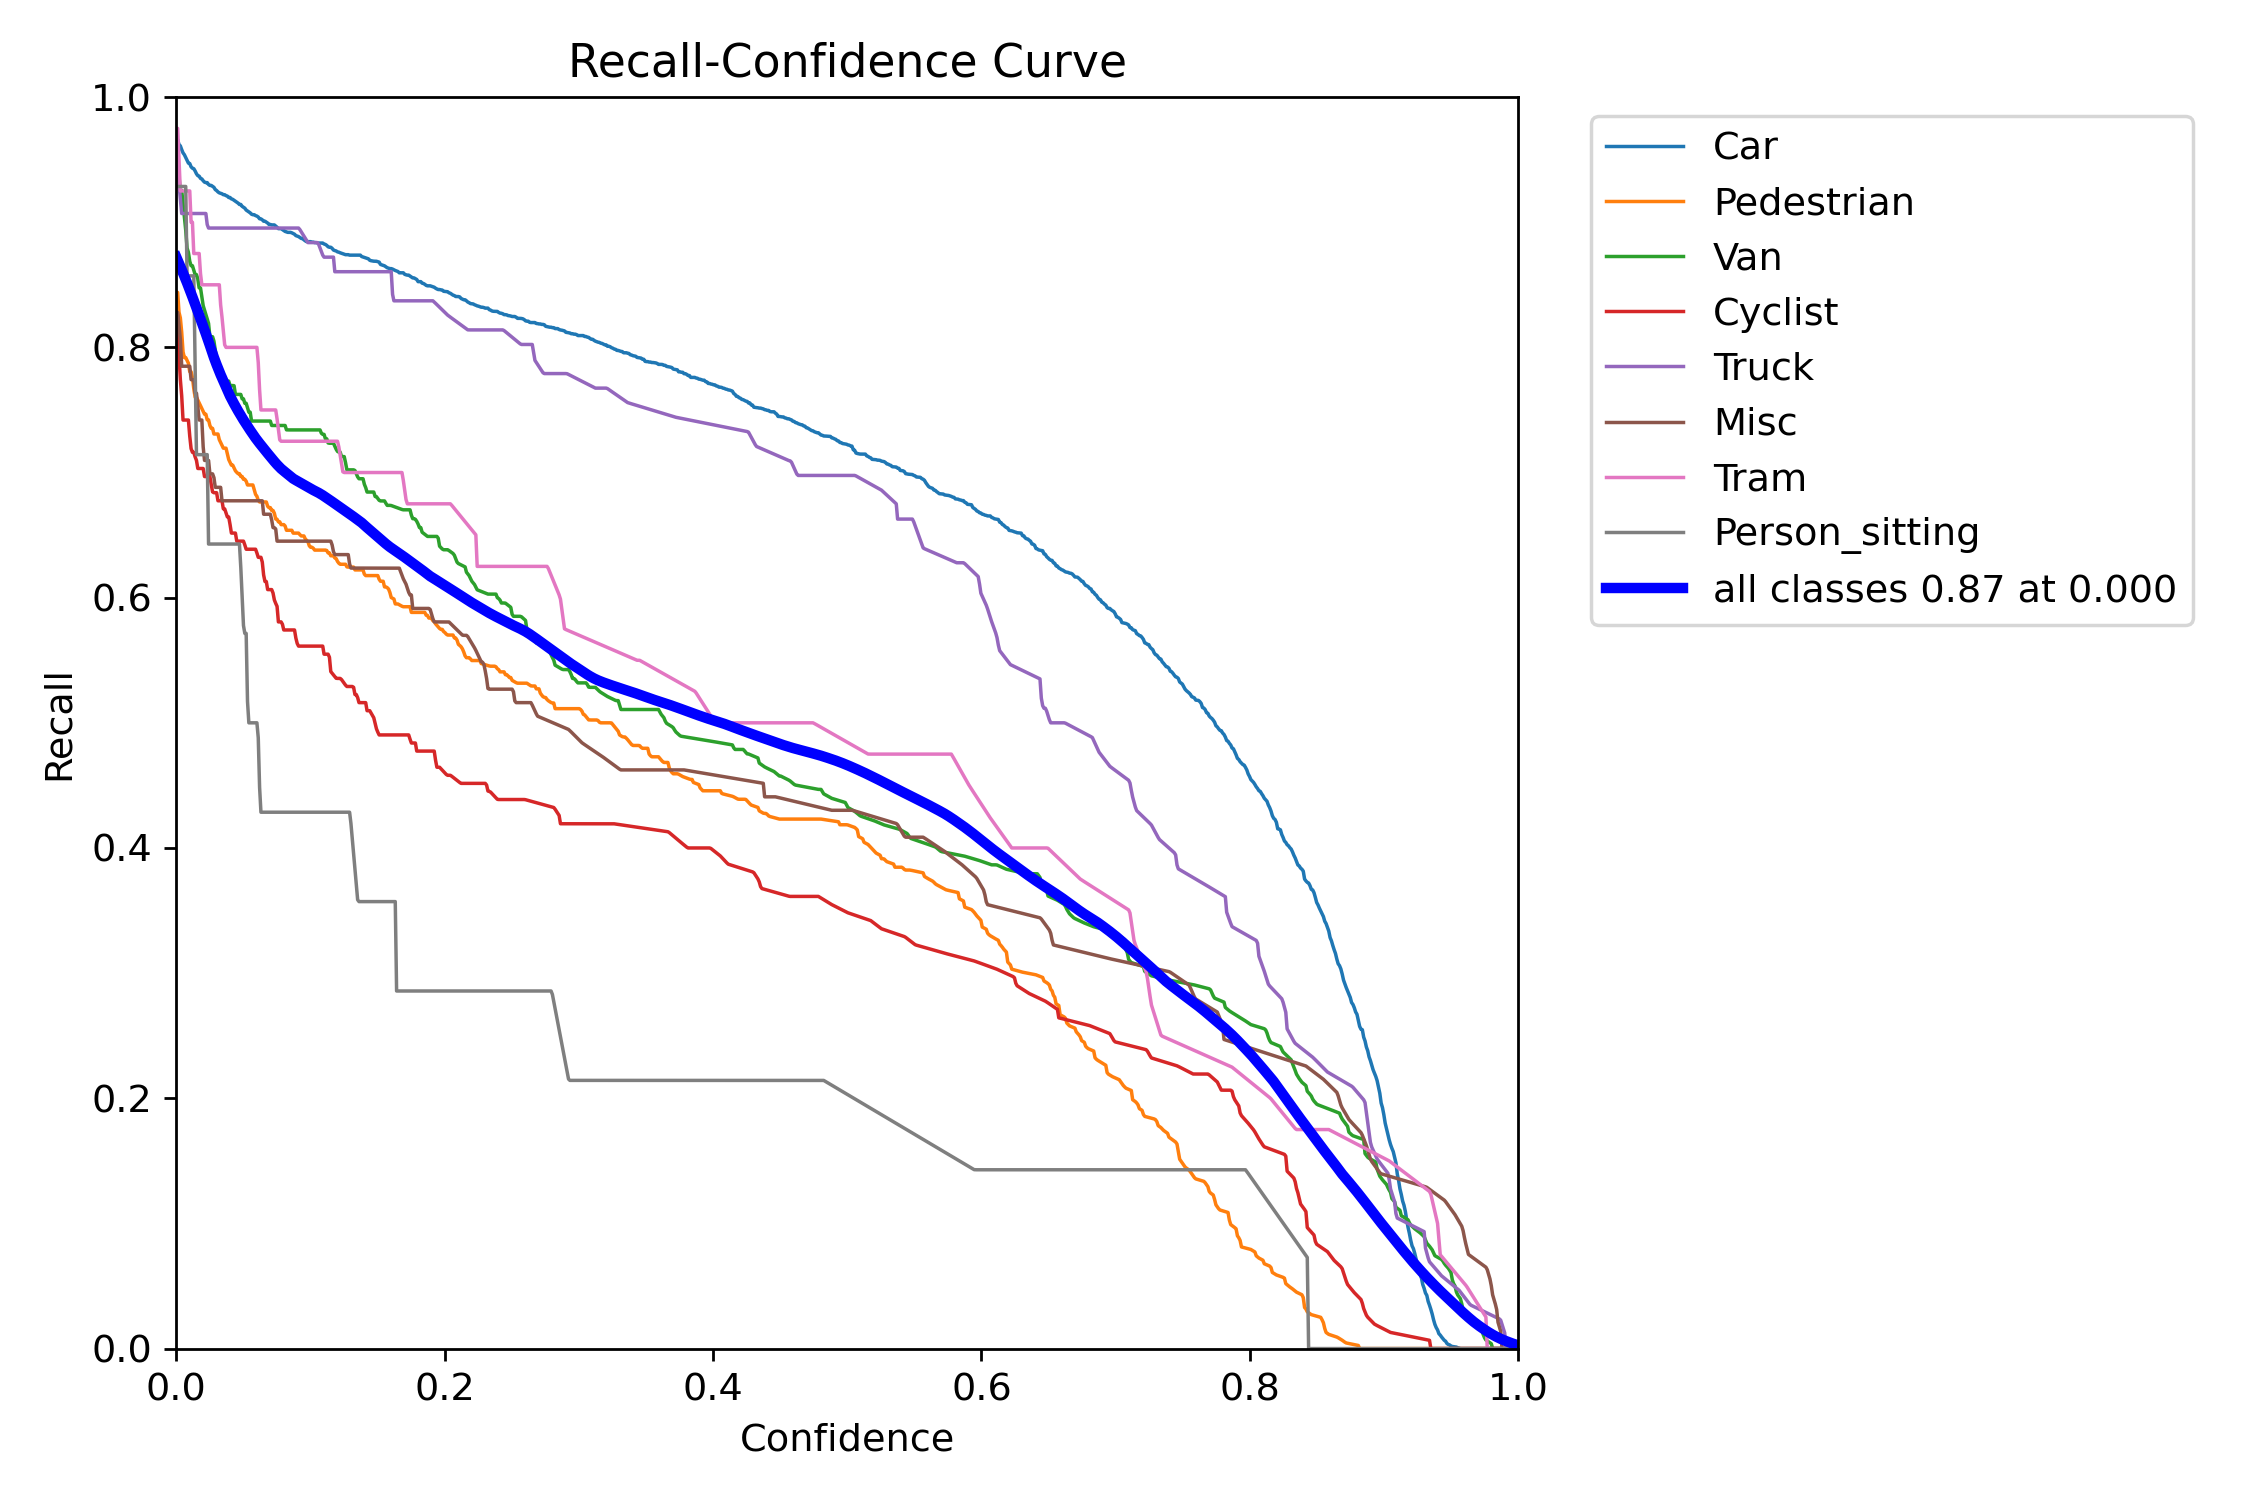 Recall-Confidence Curve
1.0
0.8
0.6
0.4
0.2
0.0
Recall
0.0 0.2 0.4 0.6 0.8 1.0
Confidence
Car
Pedestrian
Van
Cyclist
Truck
Misc
Tram
Person_sitting
all classes 0.87 at 0.000